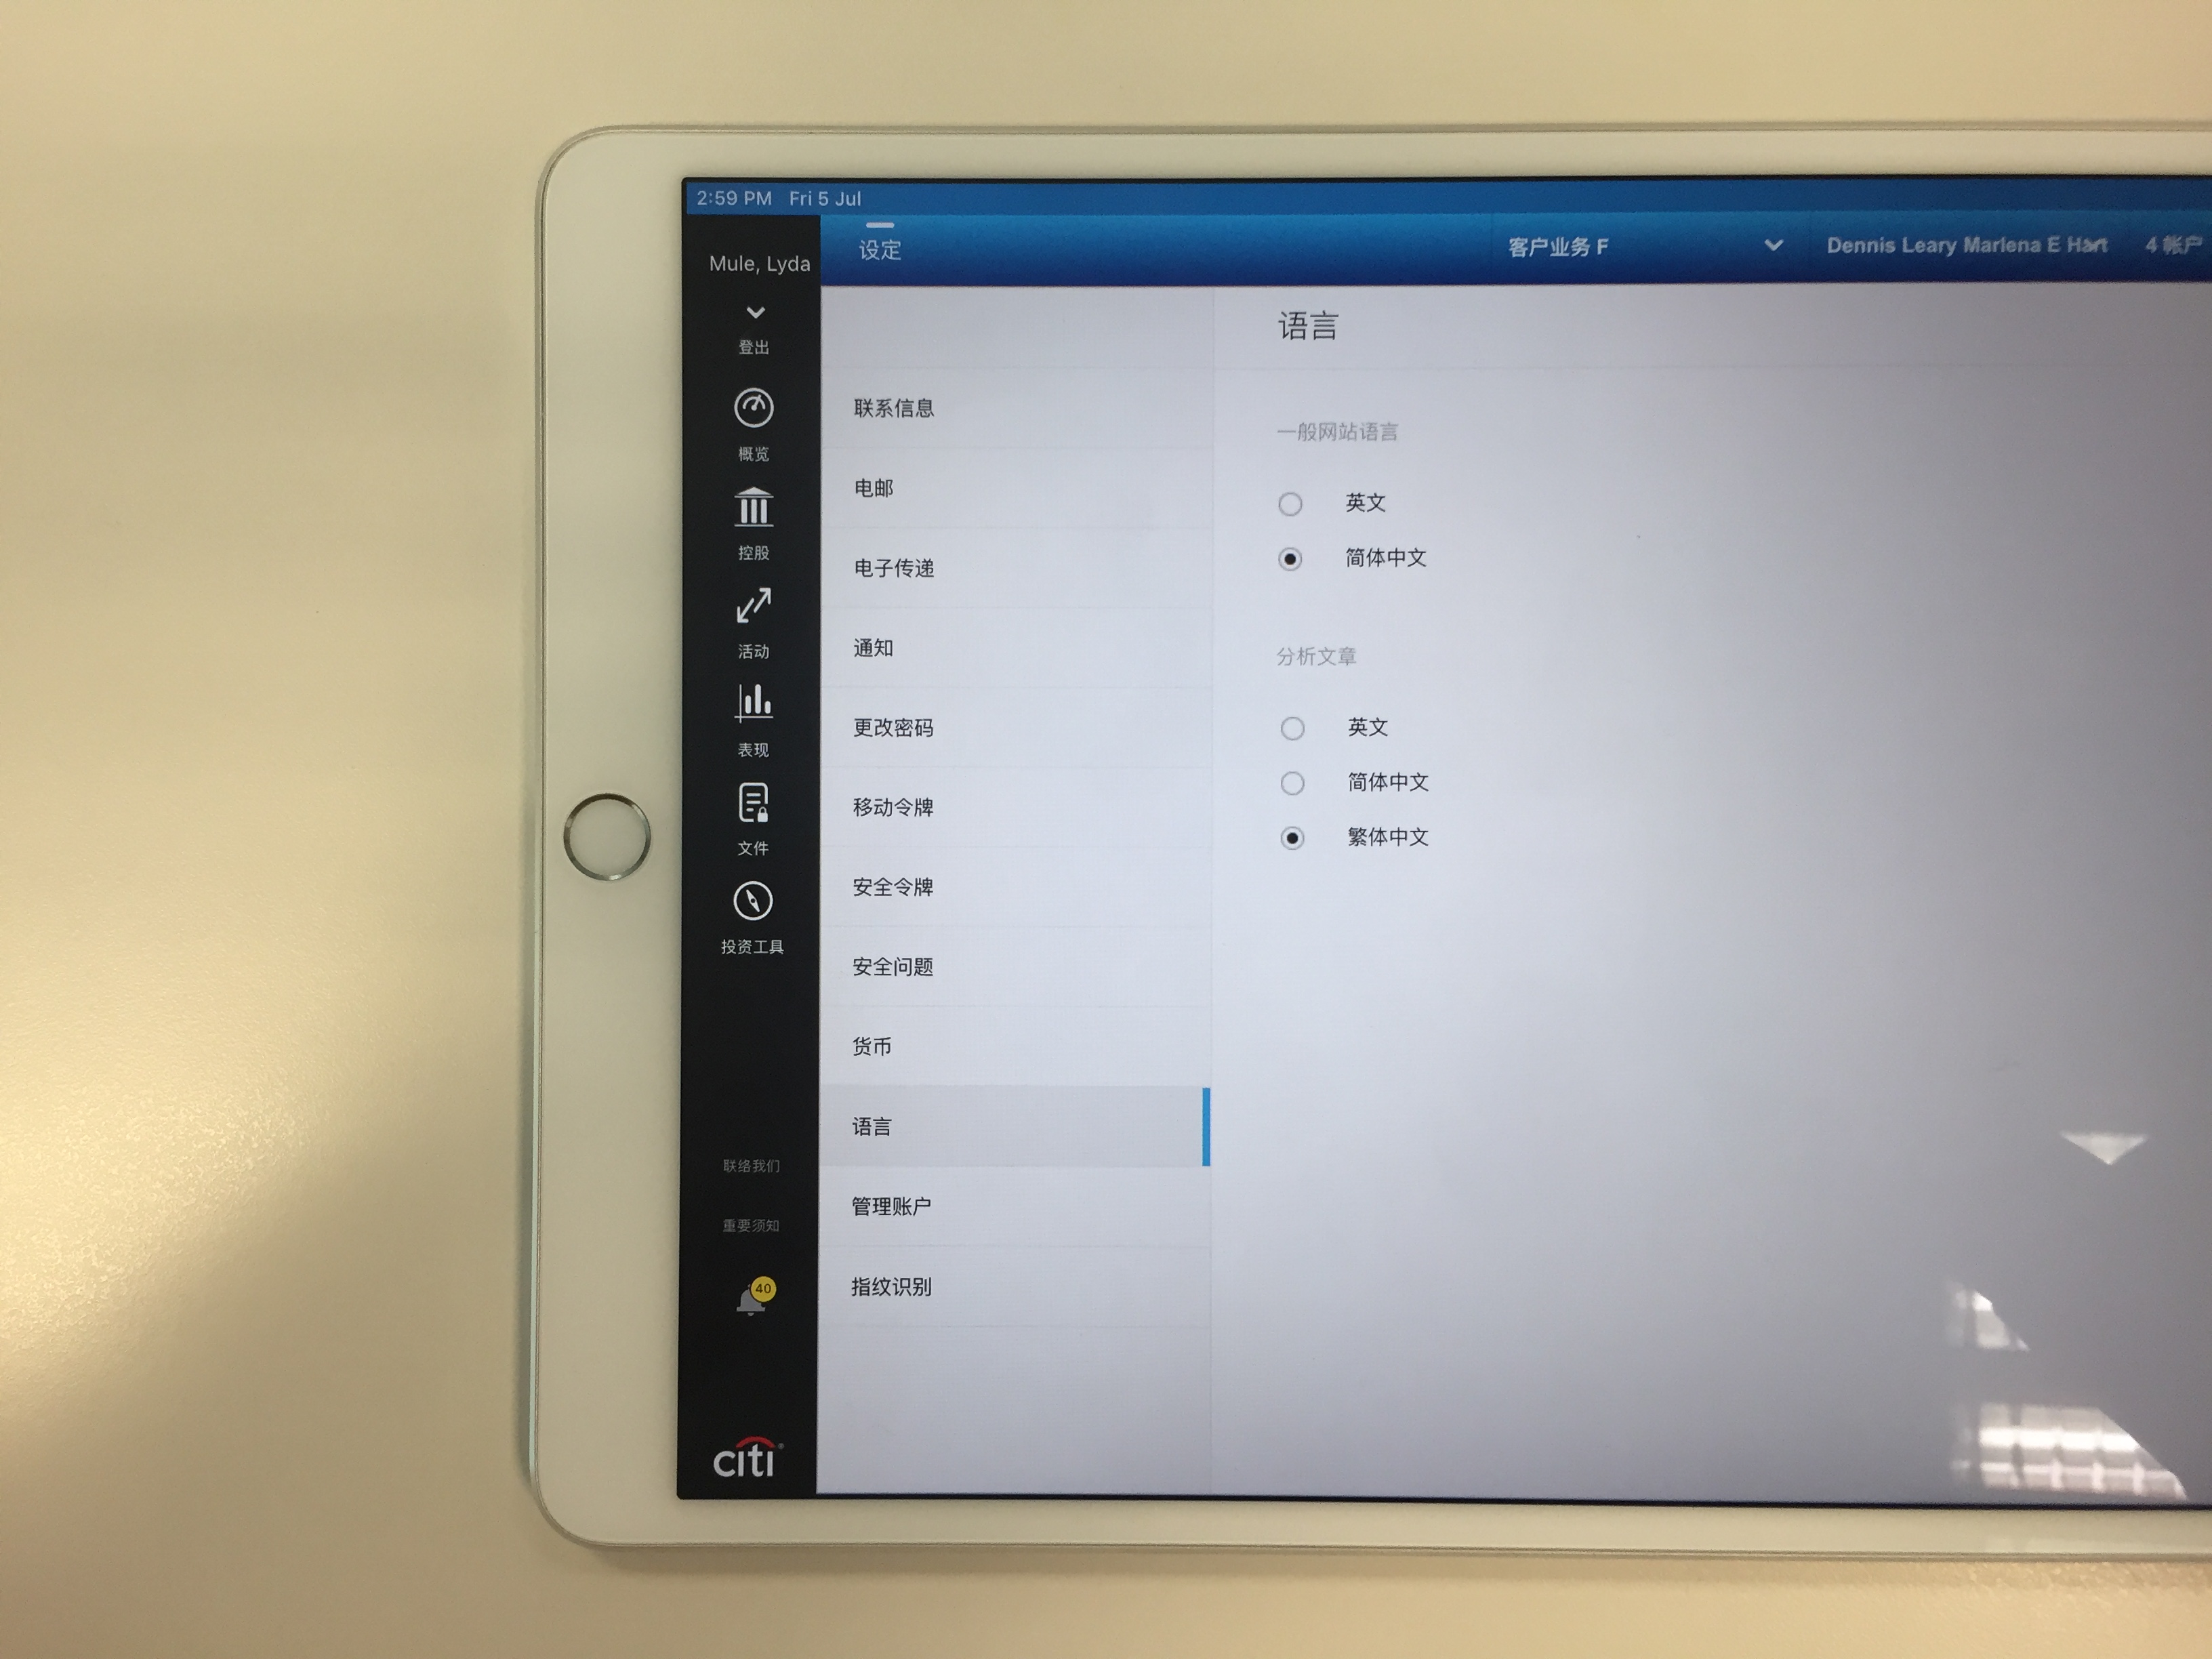 2:59 PM Fri 5 Jul
Mule, Lyda
登出
概览
控股
活动
表现
文件
投资工具
联络我们
重要须知
40
citi
设定
客户业务 F
Dennis Leary Marlena E Hart
4 帐户
联系信息
电邮
电子传递
通知
更改密码
移动令牌
安全令牌
安全问题
货币
语言
管理账户
指纹识别
语言
一般网站语言
英文
简体中文
分析文章
英文
简体中文
繁体中文